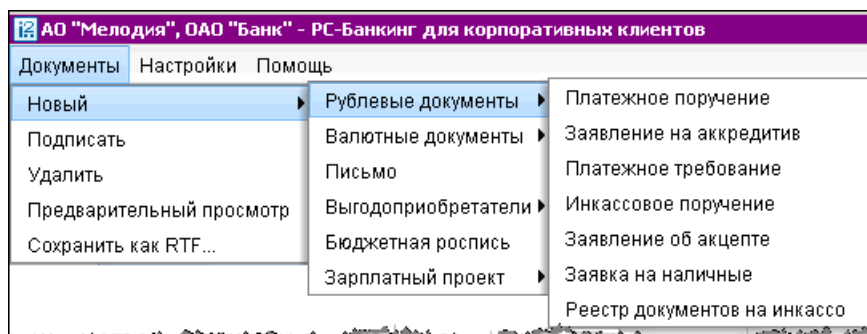 АО "Мелодия", ОАО "Банк" - РС-Банкинг для корпоративных клиентов
Документы Настройки Помощь
Новый
Подписать
Удалить
Предварительный просмотр
Сохранить как RTF...
Рублевые документы
Валютные документы
Письмо
Выгодоприобретатели
Бюджетная роспись
Зарплатный проект
Платежное поручение
Заявление на аккредитив
Платежное требование
Инкассовое поручение
Заявление об акцепте
Заявка на наличные
Реестр документов на инкассо